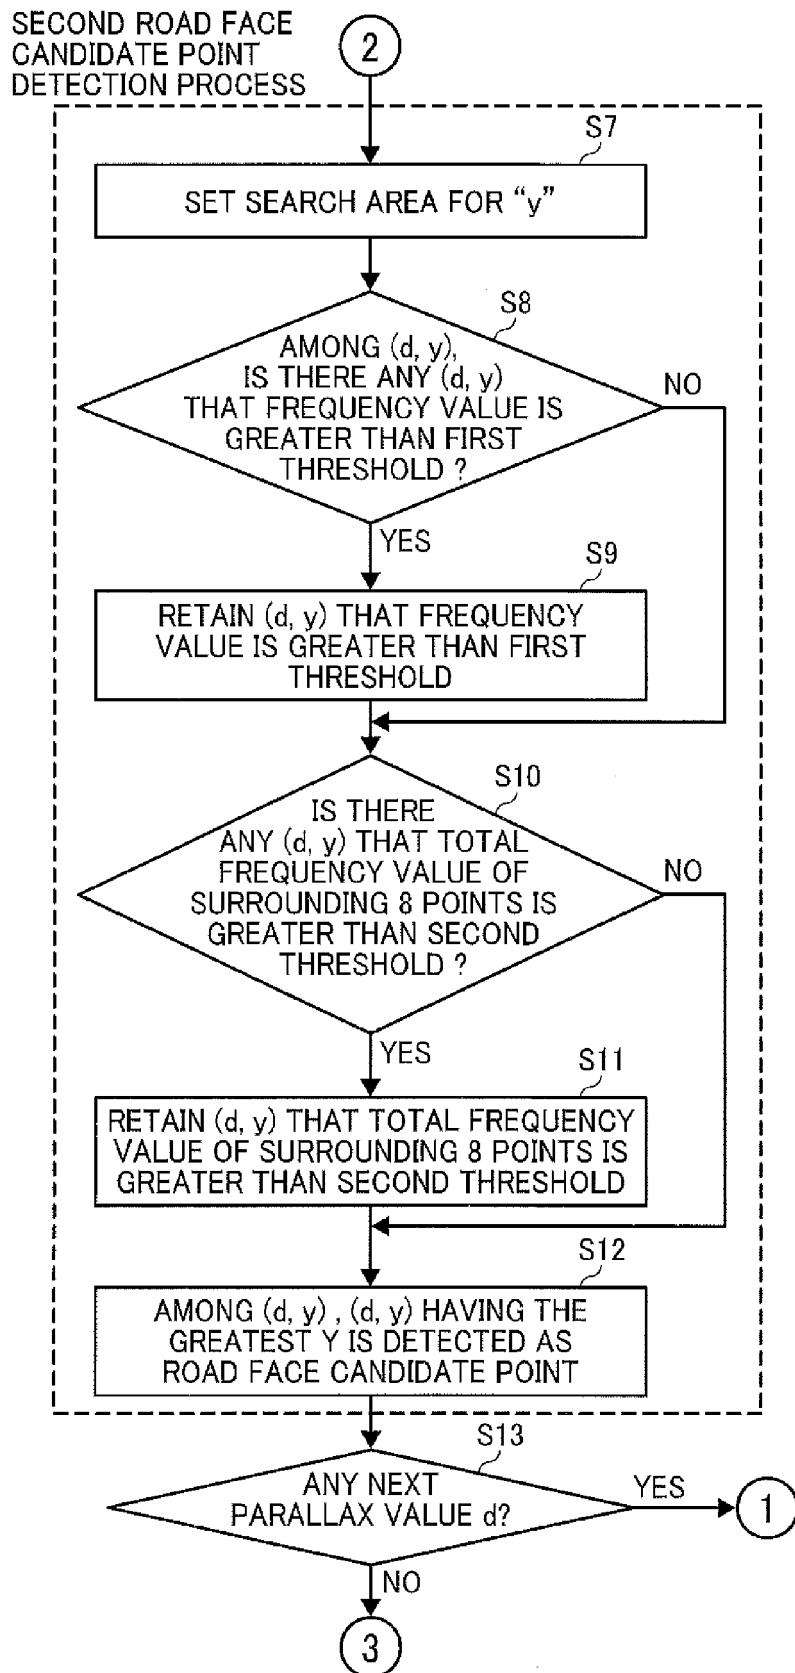 SECOND ROAD FACE
CANDIDATE POINT
DETECTION PROCESS
2
S7
SET SEARCH AREA FOR “y”
S8
AMONG (d, y),
IS THERE ANY (d, y)
THAT FREQUENCY VALUE IS
GREATER THAN FIRST
THRESHOLD ?
NO
YES
S9
RETAIN (d, y) THAT FREQUENCY
VALUE IS GREATER THAN FIRST
THRESHOLD
S10
IS THERE
ANY (d, y) THAT TOTAL
FREQUENCY VALUE OF
SURROUNDING 8 POINTS IS
GREATER THAN SECOND
THRESHOLD ?
NO
YES
S11
RETAIN (d, y) THAT TOTAL FREQUENCY
VALUE OF SURROUNDING 8 POINTS IS
GREATER THAN SECOND THRESHOLD
S12
AMONG (d, y) , (d, y) HAVING THE
GREATEST Y IS DETECTED AS
ROAD FACE CANDIDATE POINT
S13
ANY NEXT
PARALLAX VALUE d?
YES
1
NO
3